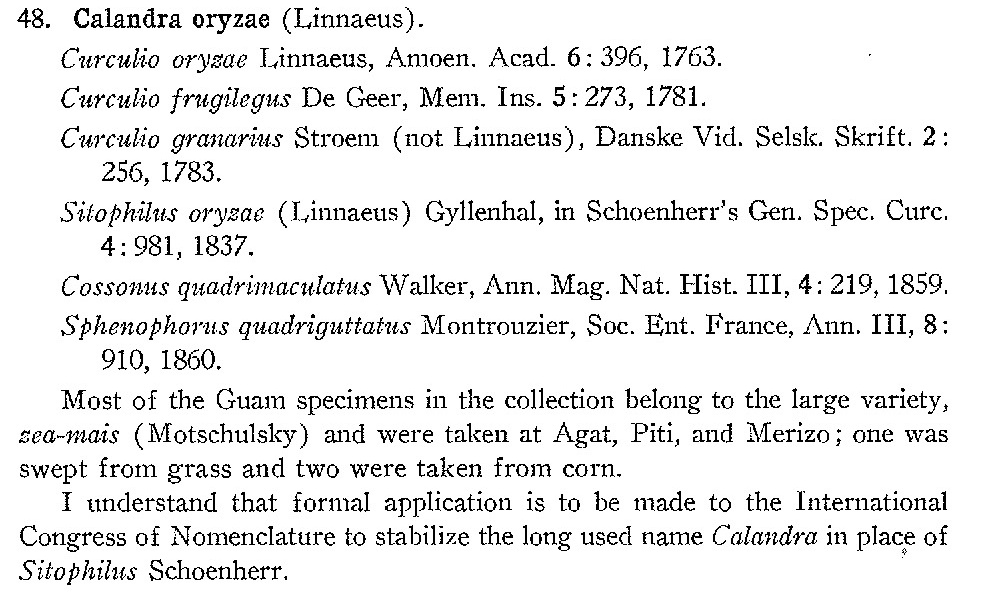 48. Calandra oryzae (Linnaeus).
Curculio oryzae Linnaeus, Amoen. Acad. 6: 396, 1763.
Curculio frugilegus De Geer, Mem. Ins. 5: 273, 1781.
Curculio granarius Stroem (not Linnaeus), Danske Vid. Selsk. Skrift. 2:
256, 1783.
Sitophilus oryzae (Linnaeus) Gyllenhal, in Schoenherr's Gen. Spec. Curc.
4: 981, 1837.
Cossonus quadrimaculatus Walker, Ann. Mag. Nat. Hist. III, 4: 219, 1859.
Sphenophorus quadriguttatus Montrouzier, Soc. Ent. France, Ann. III, 8:
910, 1860.
Most of the Guam specimens in the collection belong to the large variety,
zea-mais (Motschulsky) and were taken at Agat, Piti, and Merizo; one was
swept from grass and two were taken from corn.
I understand that formal application is to be made to the International
Congress of Nomenclature to stabilize the long used name Calandra in place of
Sitophilus Schoenherr.